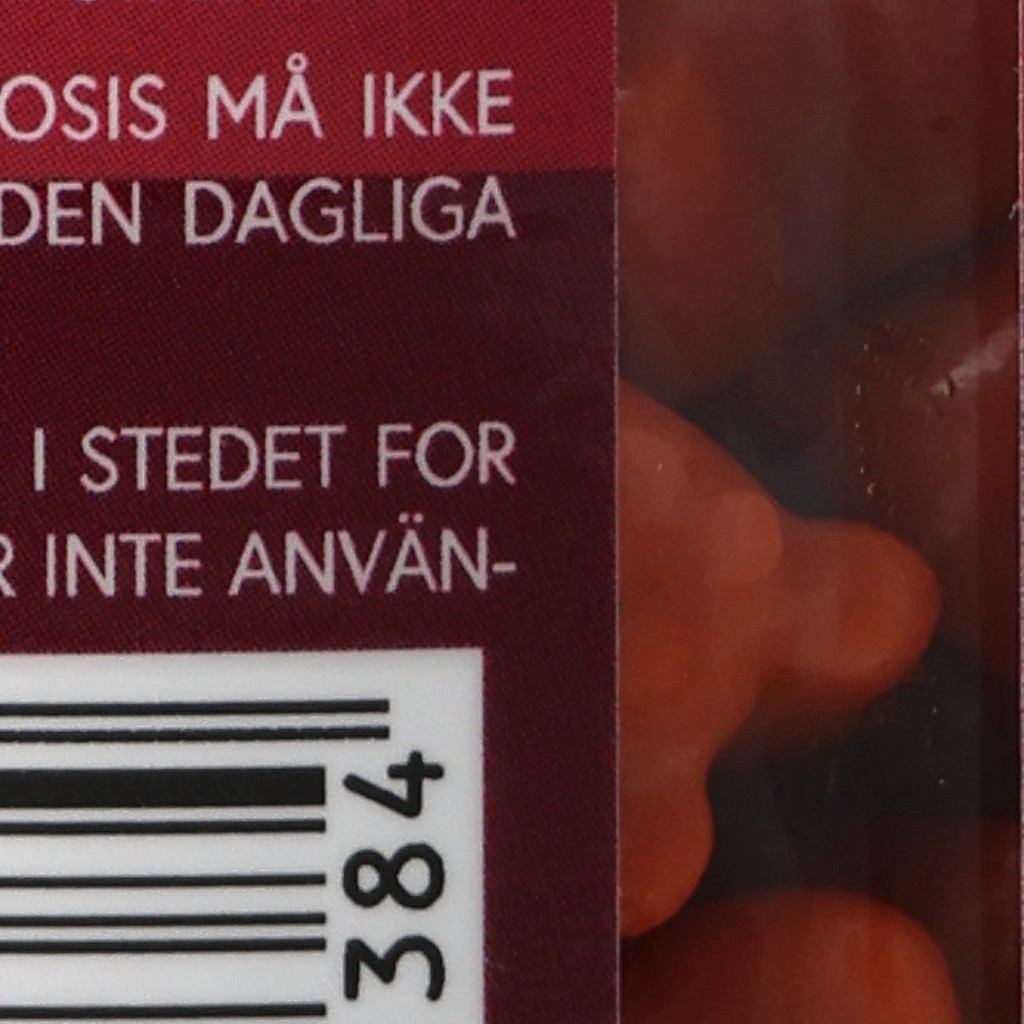 OSIS MÅ IKKE
DEN DAGLIGA
I STEDET FOR
R INTE ANVÄN-
384